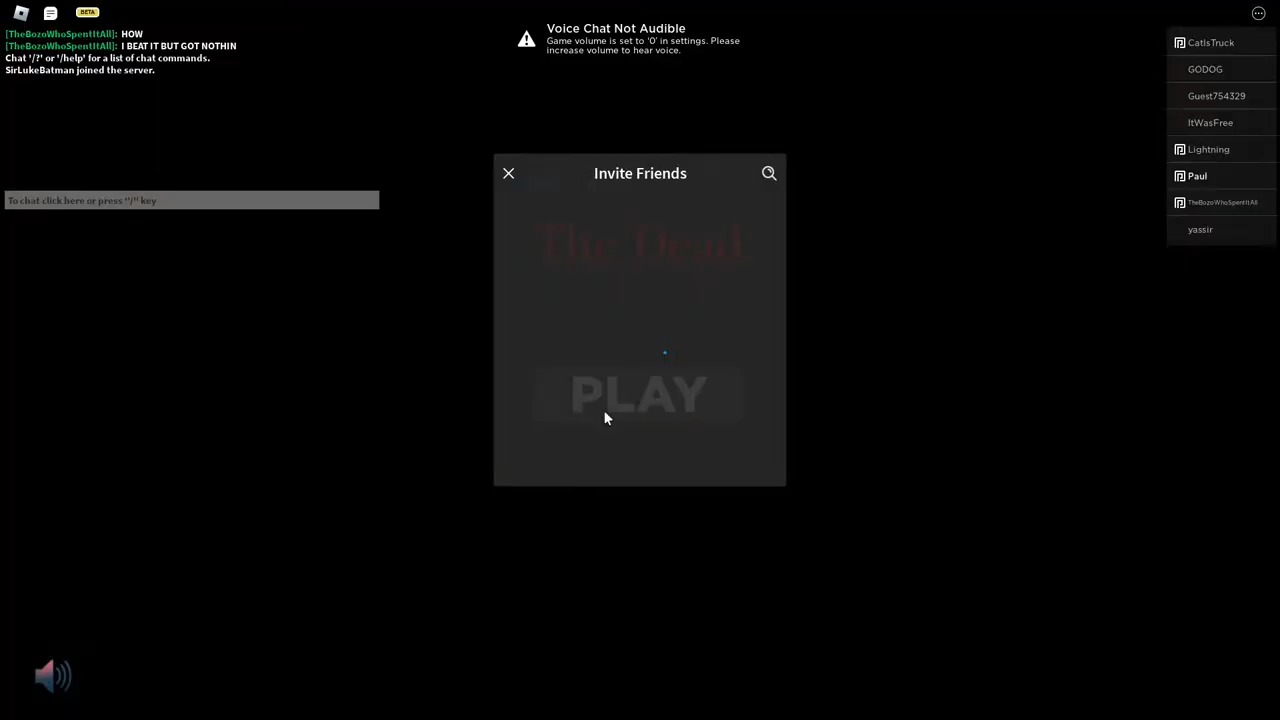 BETA
[TheBozoWhoSpentItAll]: HOW
[TheBozoWhoSpentItAll]: I BEAT IT BUT GOT NOTHIN
Chat '/?' or '/help' for a list of chat commands.
SirLukeBatman joined the server.
To chat click here or press "/" key
Voice Chat Not Audible
Game volume is set to '0' in settings. Please
increase volume to hear voice.
Invite Friends
The Dead
PLAY
CatIsTruck
GODOG
Guest754329
ItWasFree
Lightning
Paul
TheBozoWhoSpentItAll
yassir